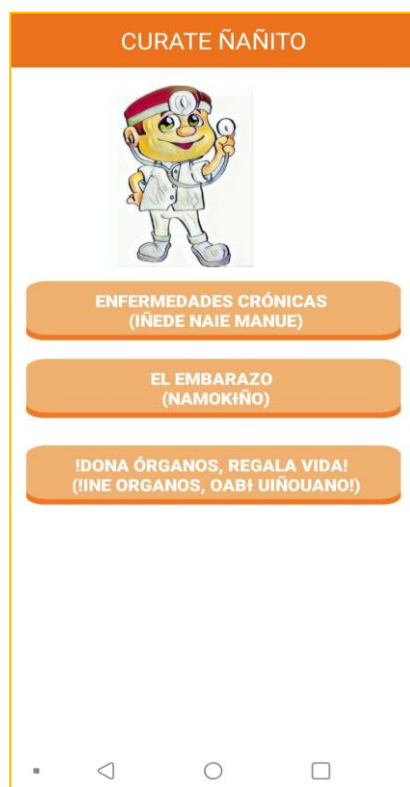 CURATE ÑAÑITO
ENFERMEDADES CRÓNICAS
(IÑEDE NAIE MANUE)
EL EMBARAZO
(NAMOKƗÑO)
!DONA ÓRGANOS, REGALA VIDA!
(!INE ORGANOS, OABƗ UIÑOUANO!)